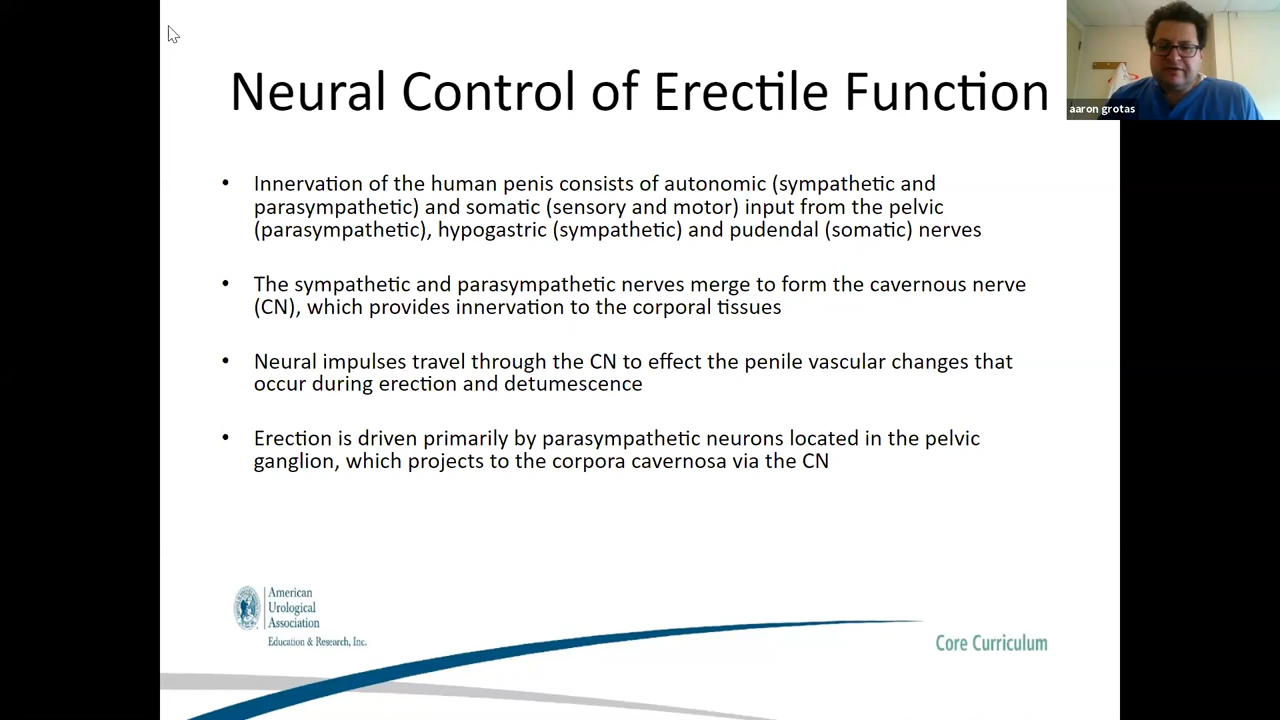 Neural Control of Erectile Function
aaron grotas
• Innervation of the human penis consists of autonomic (sympathetic and
parasympathetic) and somatic (sensory and motor) input from the pelvic
(parasympathetic), hypogastric (sympathetic) and pudendal (somatic) nerves
• The sympathetic and parasympathetic nerves merge to form the cavernous nerve
(CN), which provides innervation to the corporal tissues
• Neural impulses travel through the CN to effect the penile vascular changes that
occur during erection and detumescence
• Erection is driven primarily by parasympathetic neurons located in the pelvic
ganglion, which projects to the corpora cavernosa via the CN
American
Urological
Association
Education & Research, Inc.
Core Curriculum